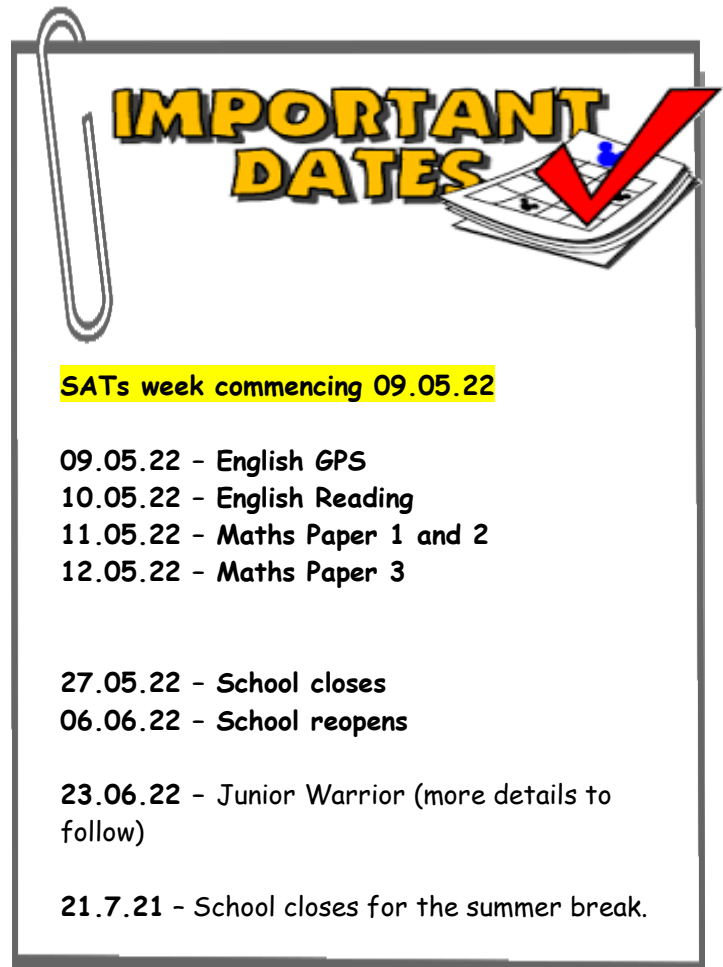 IMPORTANT
DATES
SATs week commencing 09.05.22
09.05.22 – English GPS
10.05.22 – English Reading
11.05.22 – Maths Paper 1 and 2
12.05.22 – Maths Paper 3
27.05.22 – School closes
06.06.22 – School reopens
23.06.22 – Junior Warrior (more details to
follow)
21.7.21 – School closes for the summer break.